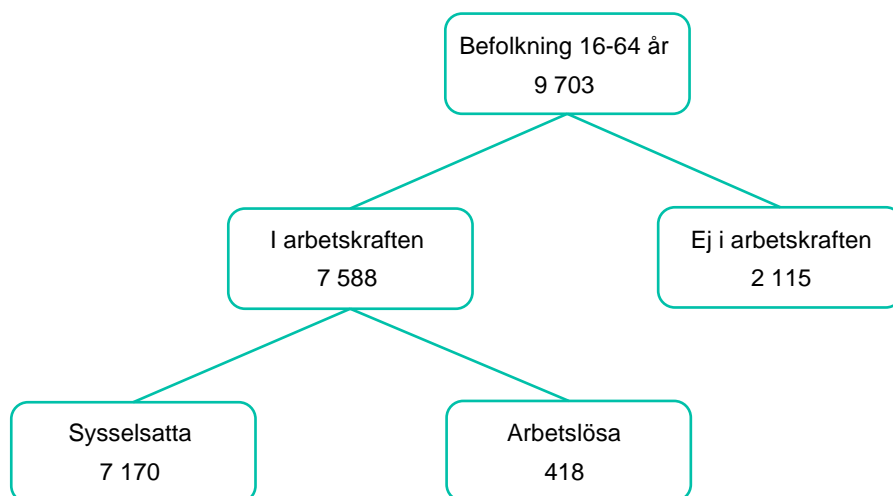 Befolkning 16-64 år
9 703
I arbetskraften
7 588
Ej i arbetskraften
2 115
Sysselsatta
7 170
Arbetslösa
418